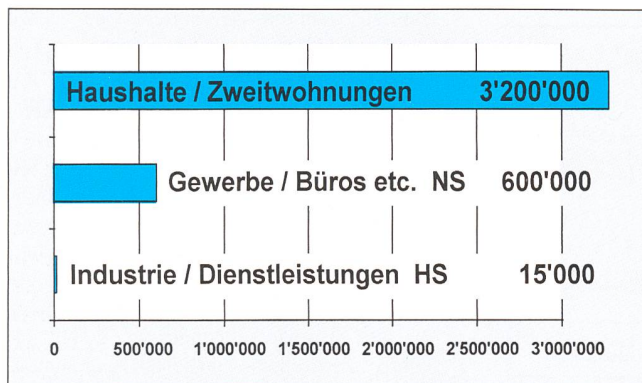 Haushalte / Zweitwohnungen 3'200'000
Gewerbe / Büros etc. NS 600'000
Industrie / Dienstleistungen HS 15'000
0 500'000 1'000'000 1'500'000 2'000'000 2'500'000 3'000'000